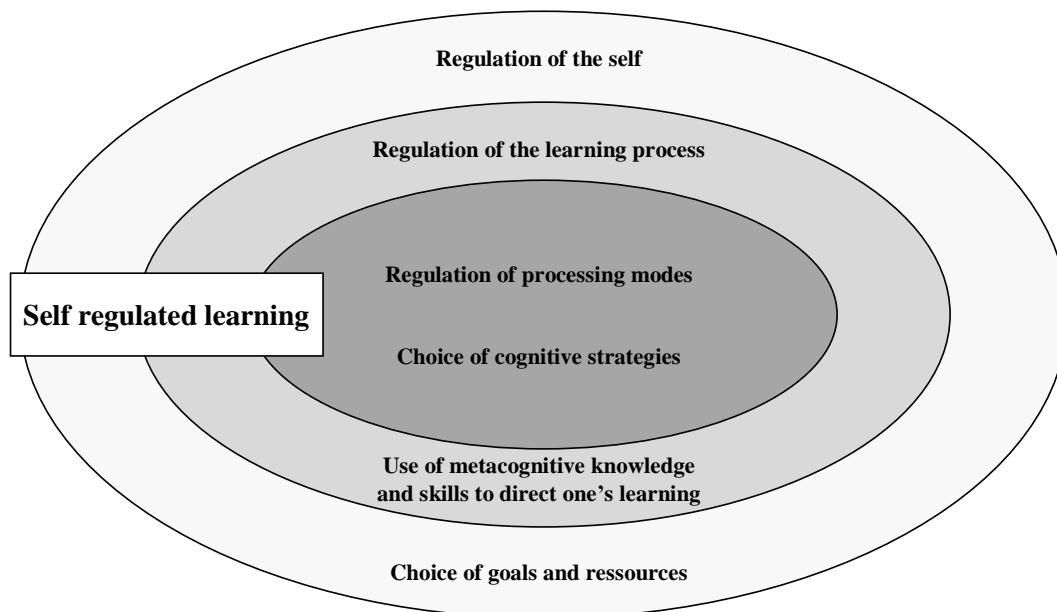 Regulation of the self
Regulation of the learning process
Regulation of processing modes
Self regulated learning
Choice of cognitive strategies
Use of metacognitive knowledge
and skills to direct one’s learning
Choice of goals and ressources